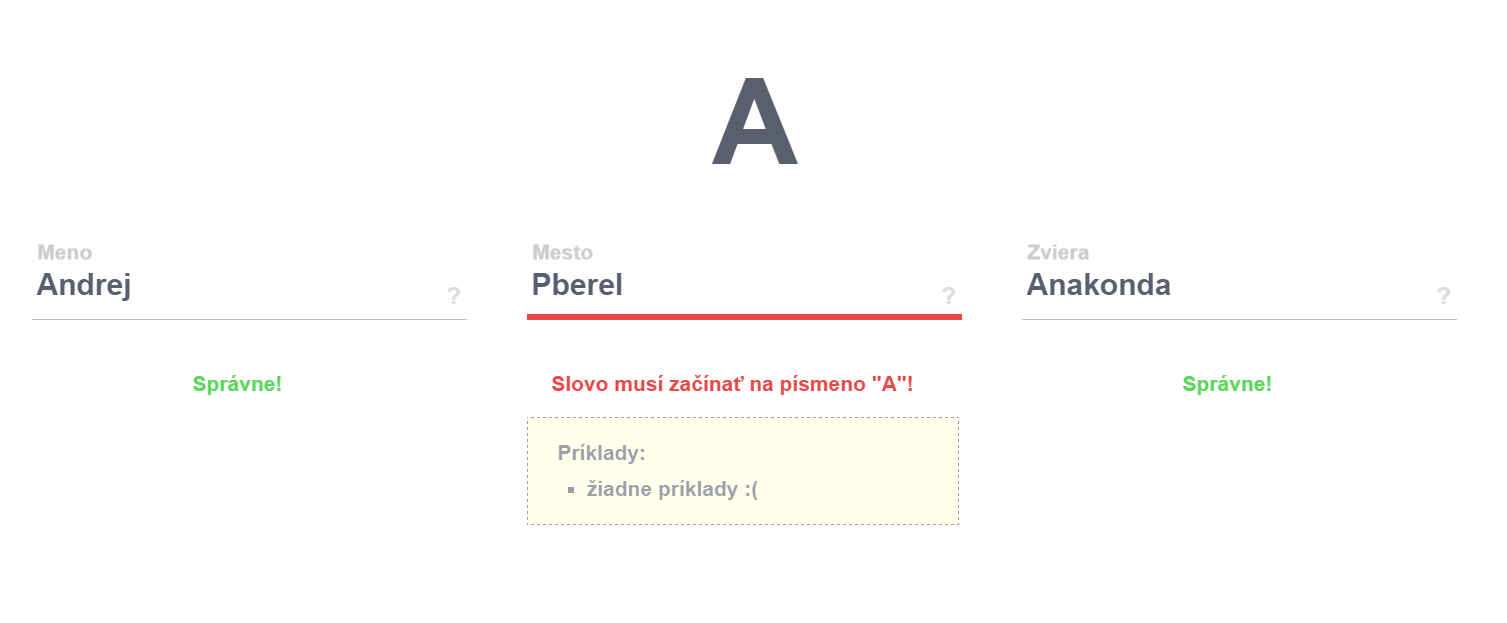 A
Meno
Mesto
Zviera
Andrej ?
Pberel ?
Anakonda ?
Správne!
Slovo musí začínať na písmeno "A"!
Správne!
Príklady:
▪ žiadne príklady :(